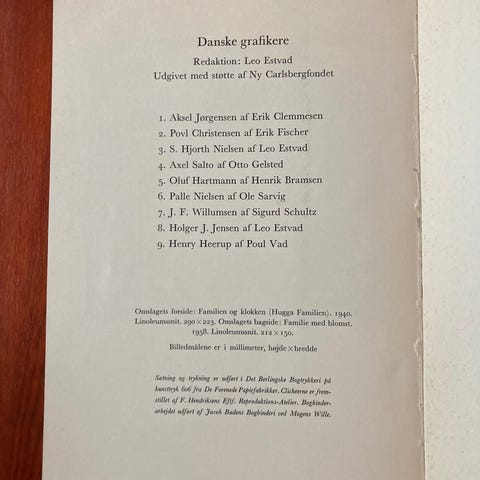 Danske grafikere
Redaktion: Leo Estvad
Udgivet med støtte af Ny Carlsbergfondet
1. Aksel Jørgensen af Erik Clemmesen
2. Povl Christensen af Erik Fischer
3. S. Hjorth Nielsen af Leo Estvad
4. Axel Salto af Otto Gelsted
5. Oluf Hartmann af Henrik Bramsen
6. Palle Nielsen af Ole Sarvig
7. J. F. Willumsen af Sigurd Schultz
8. Holger J. Jensen af Leo Estvad
9. Henry Heerup af Poul Vad
Omslagets forside: Familien og klokken (Hugga Familien). 1940.
Linoleumssnit. 290×223. Omslagets bagside: Familie med blomst.
1958. Linoleumssnit. 212×150.
Billedmålene er i millimeter, højde×bredde
Sætning og trykning er udført i Det Berlingske Bogtrykkeri på
kunsttryk 606 fra De Forenede Papirfabrikker. Clicheerne er frem-
stillet af F. Hendriksens Eftf. Reproduktions-Atelier. Bogbinder-
arbejdet udført af Jacob Badens Bogbinderi ved Mogens Wille.